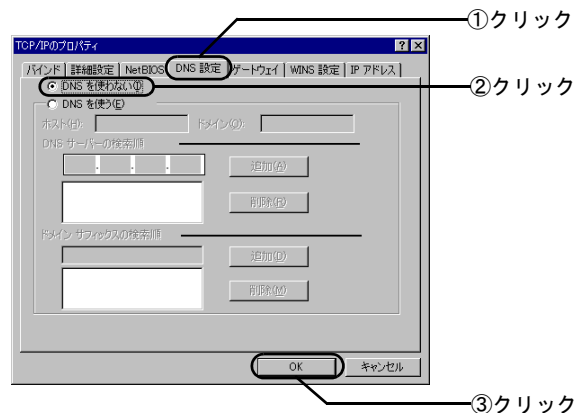 ①クリック
TCP/IPのプロパティ
バインド 詳細設定 NetBIOS DNS 設定 ゲートウェイ WINS 設定 IP アドレス
DNS を使わない(I)
②クリック
DNS を使う(E)
ホスト(H): ドメイン(O):
DNS サーバーの検索順
追加(A)
削除(R)
ドメイン サフィックスの検索順
追加(D)
削除(M)
OK キャンセル
③クリック